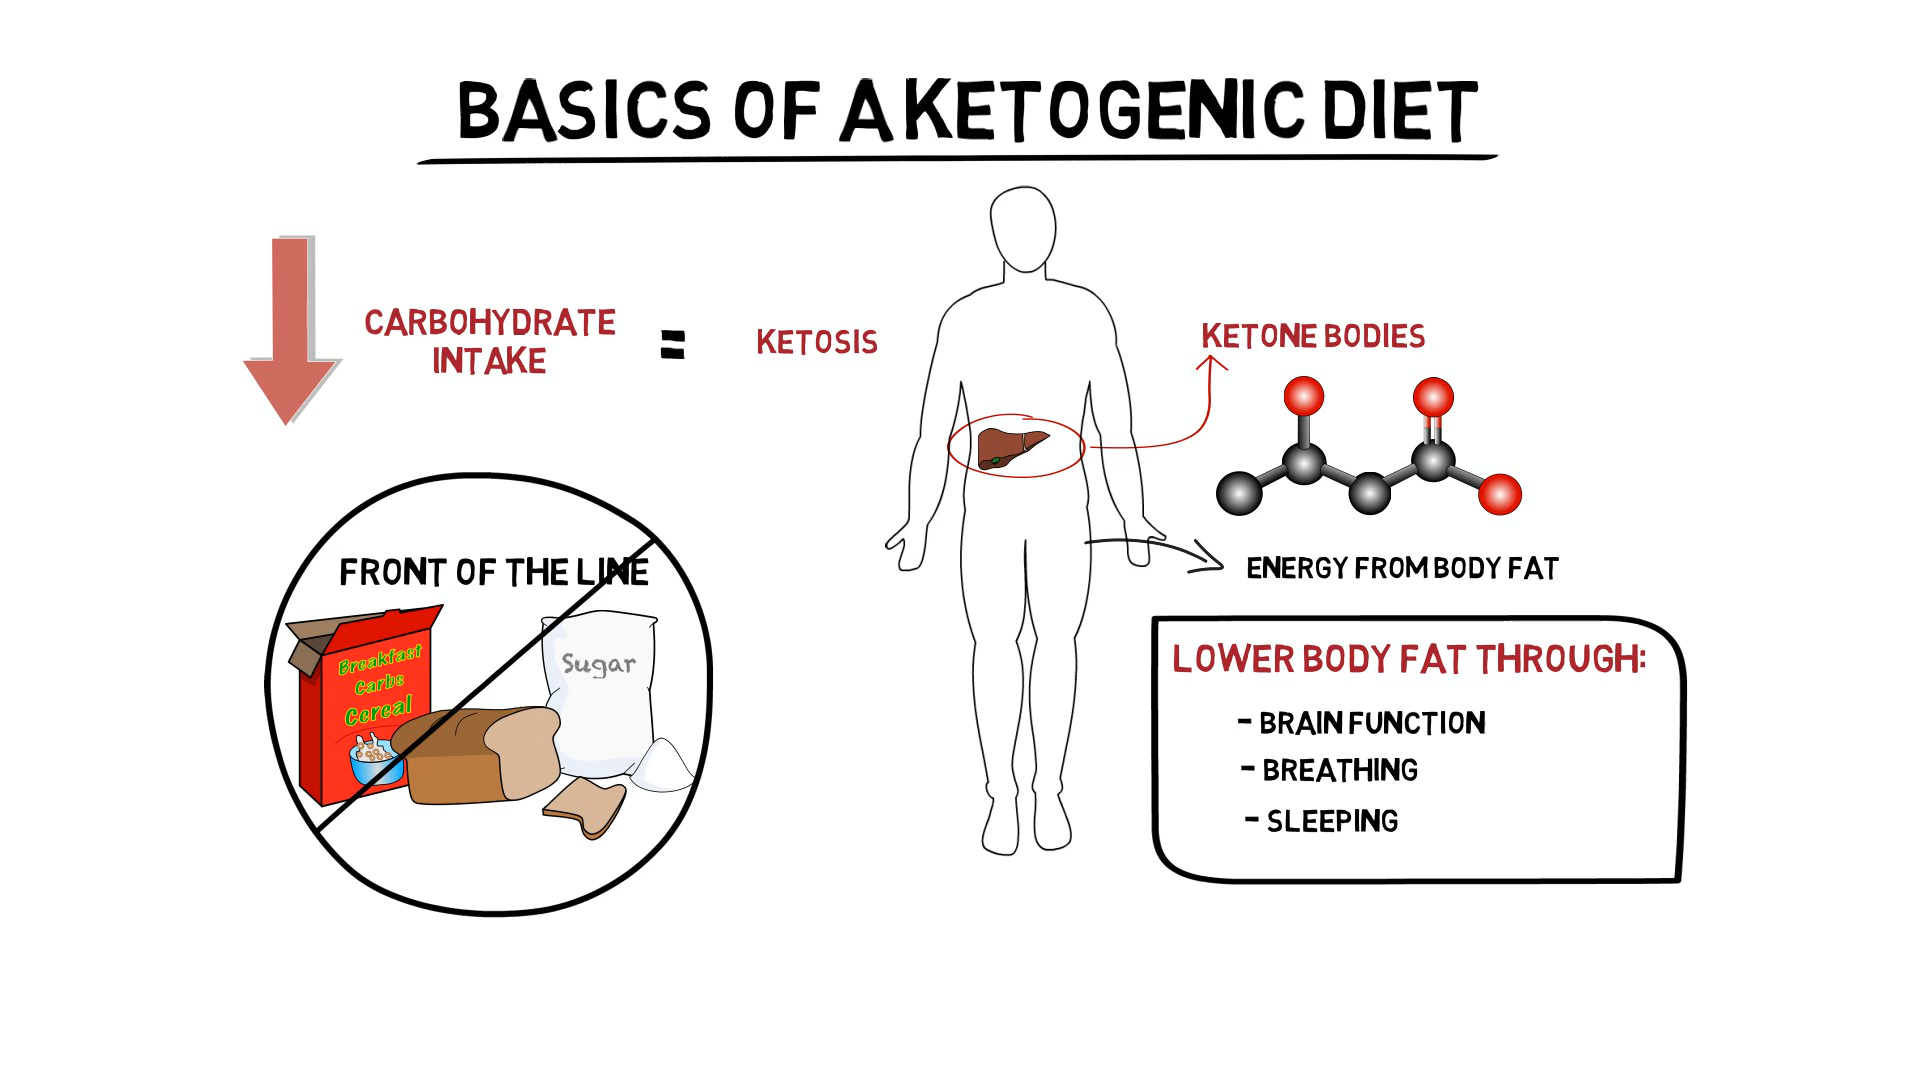 BASICS OF A KETOGENIC DIET
CARBOHYDRATE
INTAKE
=
KETOSIS
KETONE BODIES
FRONT OF THE LINE
Breakfast
Carbs
Cereal
Sugar
ENERGY FROM BODY FAT
LOWER BODY FAT THROUGH:
- BRAIN FUNCTION
- BREATHING
- SLEEPING